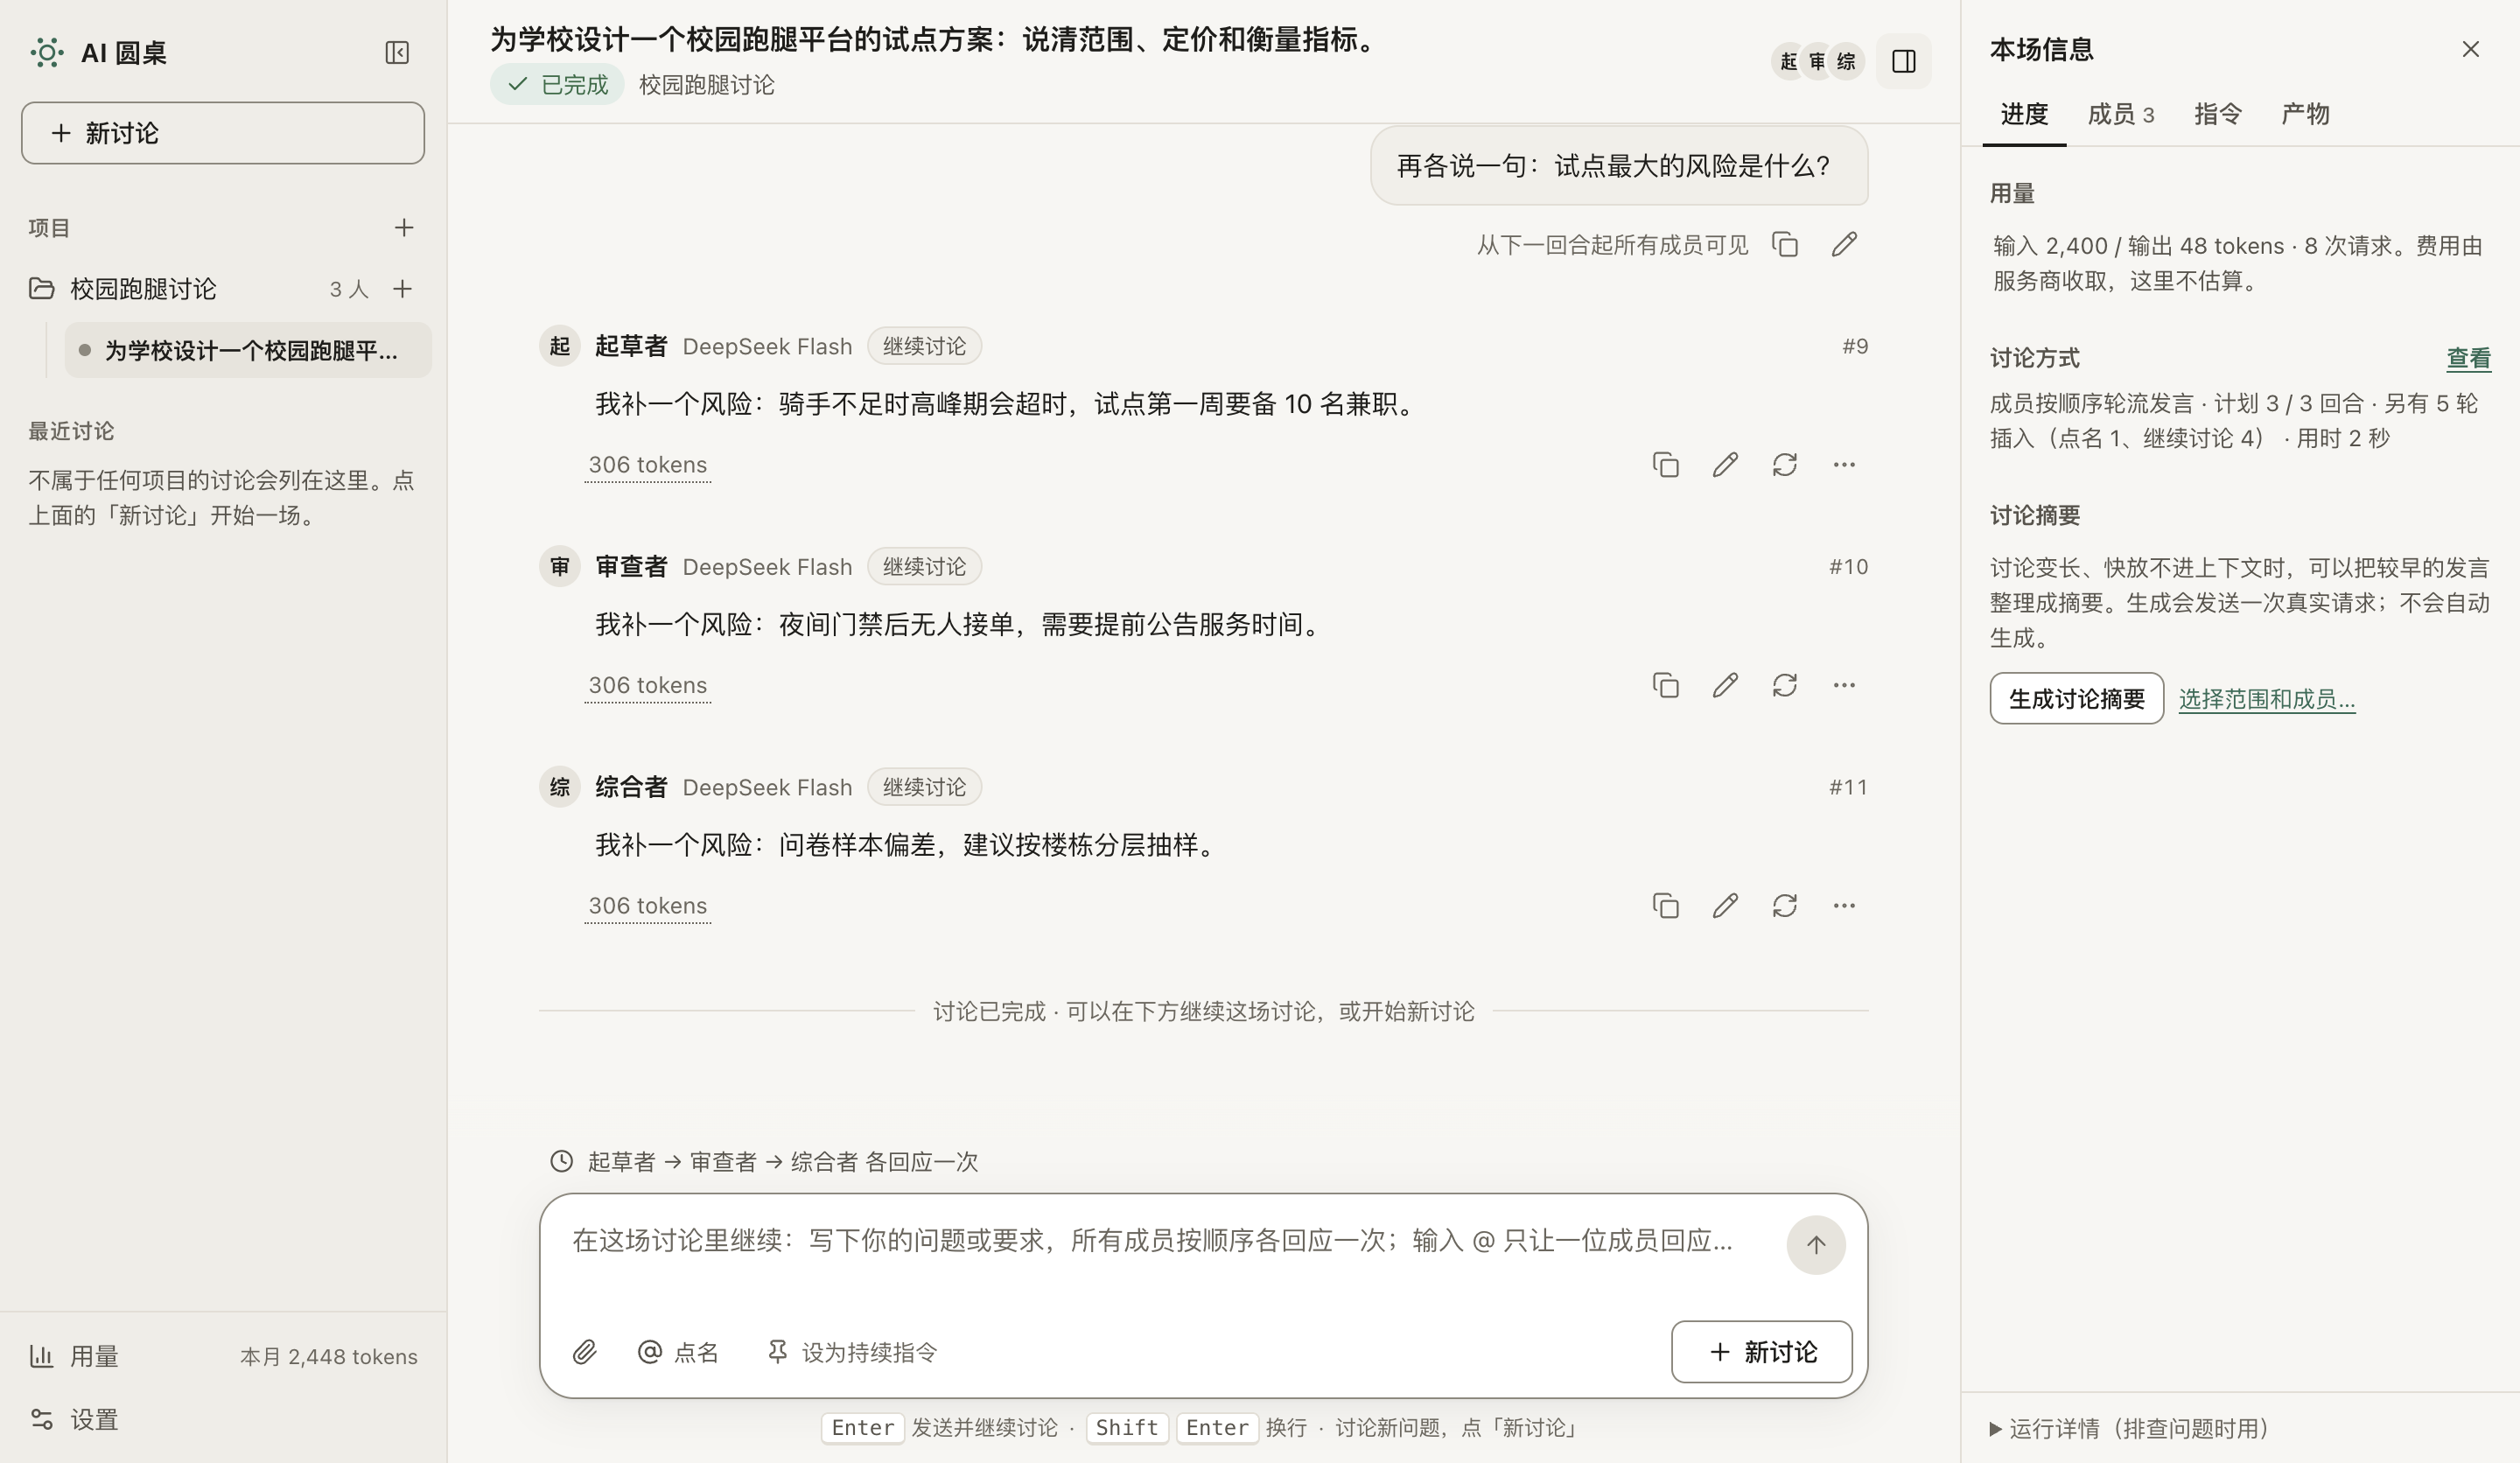 AI 圆桌
新讨论
项目
校园跑腿讨论 3 人
为学校设计一个校园跑腿平...
最近讨论
不属于任何项目的讨论会列在这里。点
上面的「新讨论」开始一场。
用量 本月 2,448 tokens
设置
为学校设计一个校园跑腿平台的试点方案：说清范围、定价和衡量指标。
已完成 校园跑腿讨论
起 审 综
再各说一句：试点最大的风险是什么？
从下一回合起所有成员可见
起 起草者 DeepSeek Flash 继续讨论 #9
我补一个风险：骑手不足时高峰期会超时，试点第一周要备 10 名兼职。
306 tokens
审 审查者 DeepSeek Flash 继续讨论 #10
我补一个风险：夜间门禁后无人接单，需要提前公告服务时间。
306 tokens
综 综合者 DeepSeek Flash 继续讨论 #11
我补一个风险：问卷样本偏差，建议按楼栋分层抽样。
306 tokens
讨论已完成 · 可以在下方继续这场讨论，或开始新讨论
起草者 → 审查者 → 综合者 各回应一次
在这场讨论里继续：写下你的问题或要求，所有成员按顺序各回应一次；输入 @ 只让一位成员回应...
@ 点名 设为持续指令 新讨论
Enter 发送并继续讨论 · Shift Enter 换行 · 讨论新问题，点「新讨论」
本场信息
进度 成员 3 指令 产物
用量
输入 2,400 / 输出 48 tokens · 8 次请求。费用由
服务商收取，这里不估算。
讨论方式 查看
成员按顺序轮流发言 · 计划 3 / 3 回合 · 另有 5 轮
插入（点名 1、继续讨论 4） · 用时 2 秒
讨论摘要
讨论变长、快放不进上下文时，可以把较早的发言
整理成摘要。生成会发送一次真实请求；不会自动
生成。
生成讨论摘要 选择范围和成员...
运行详情（排查问题时用）